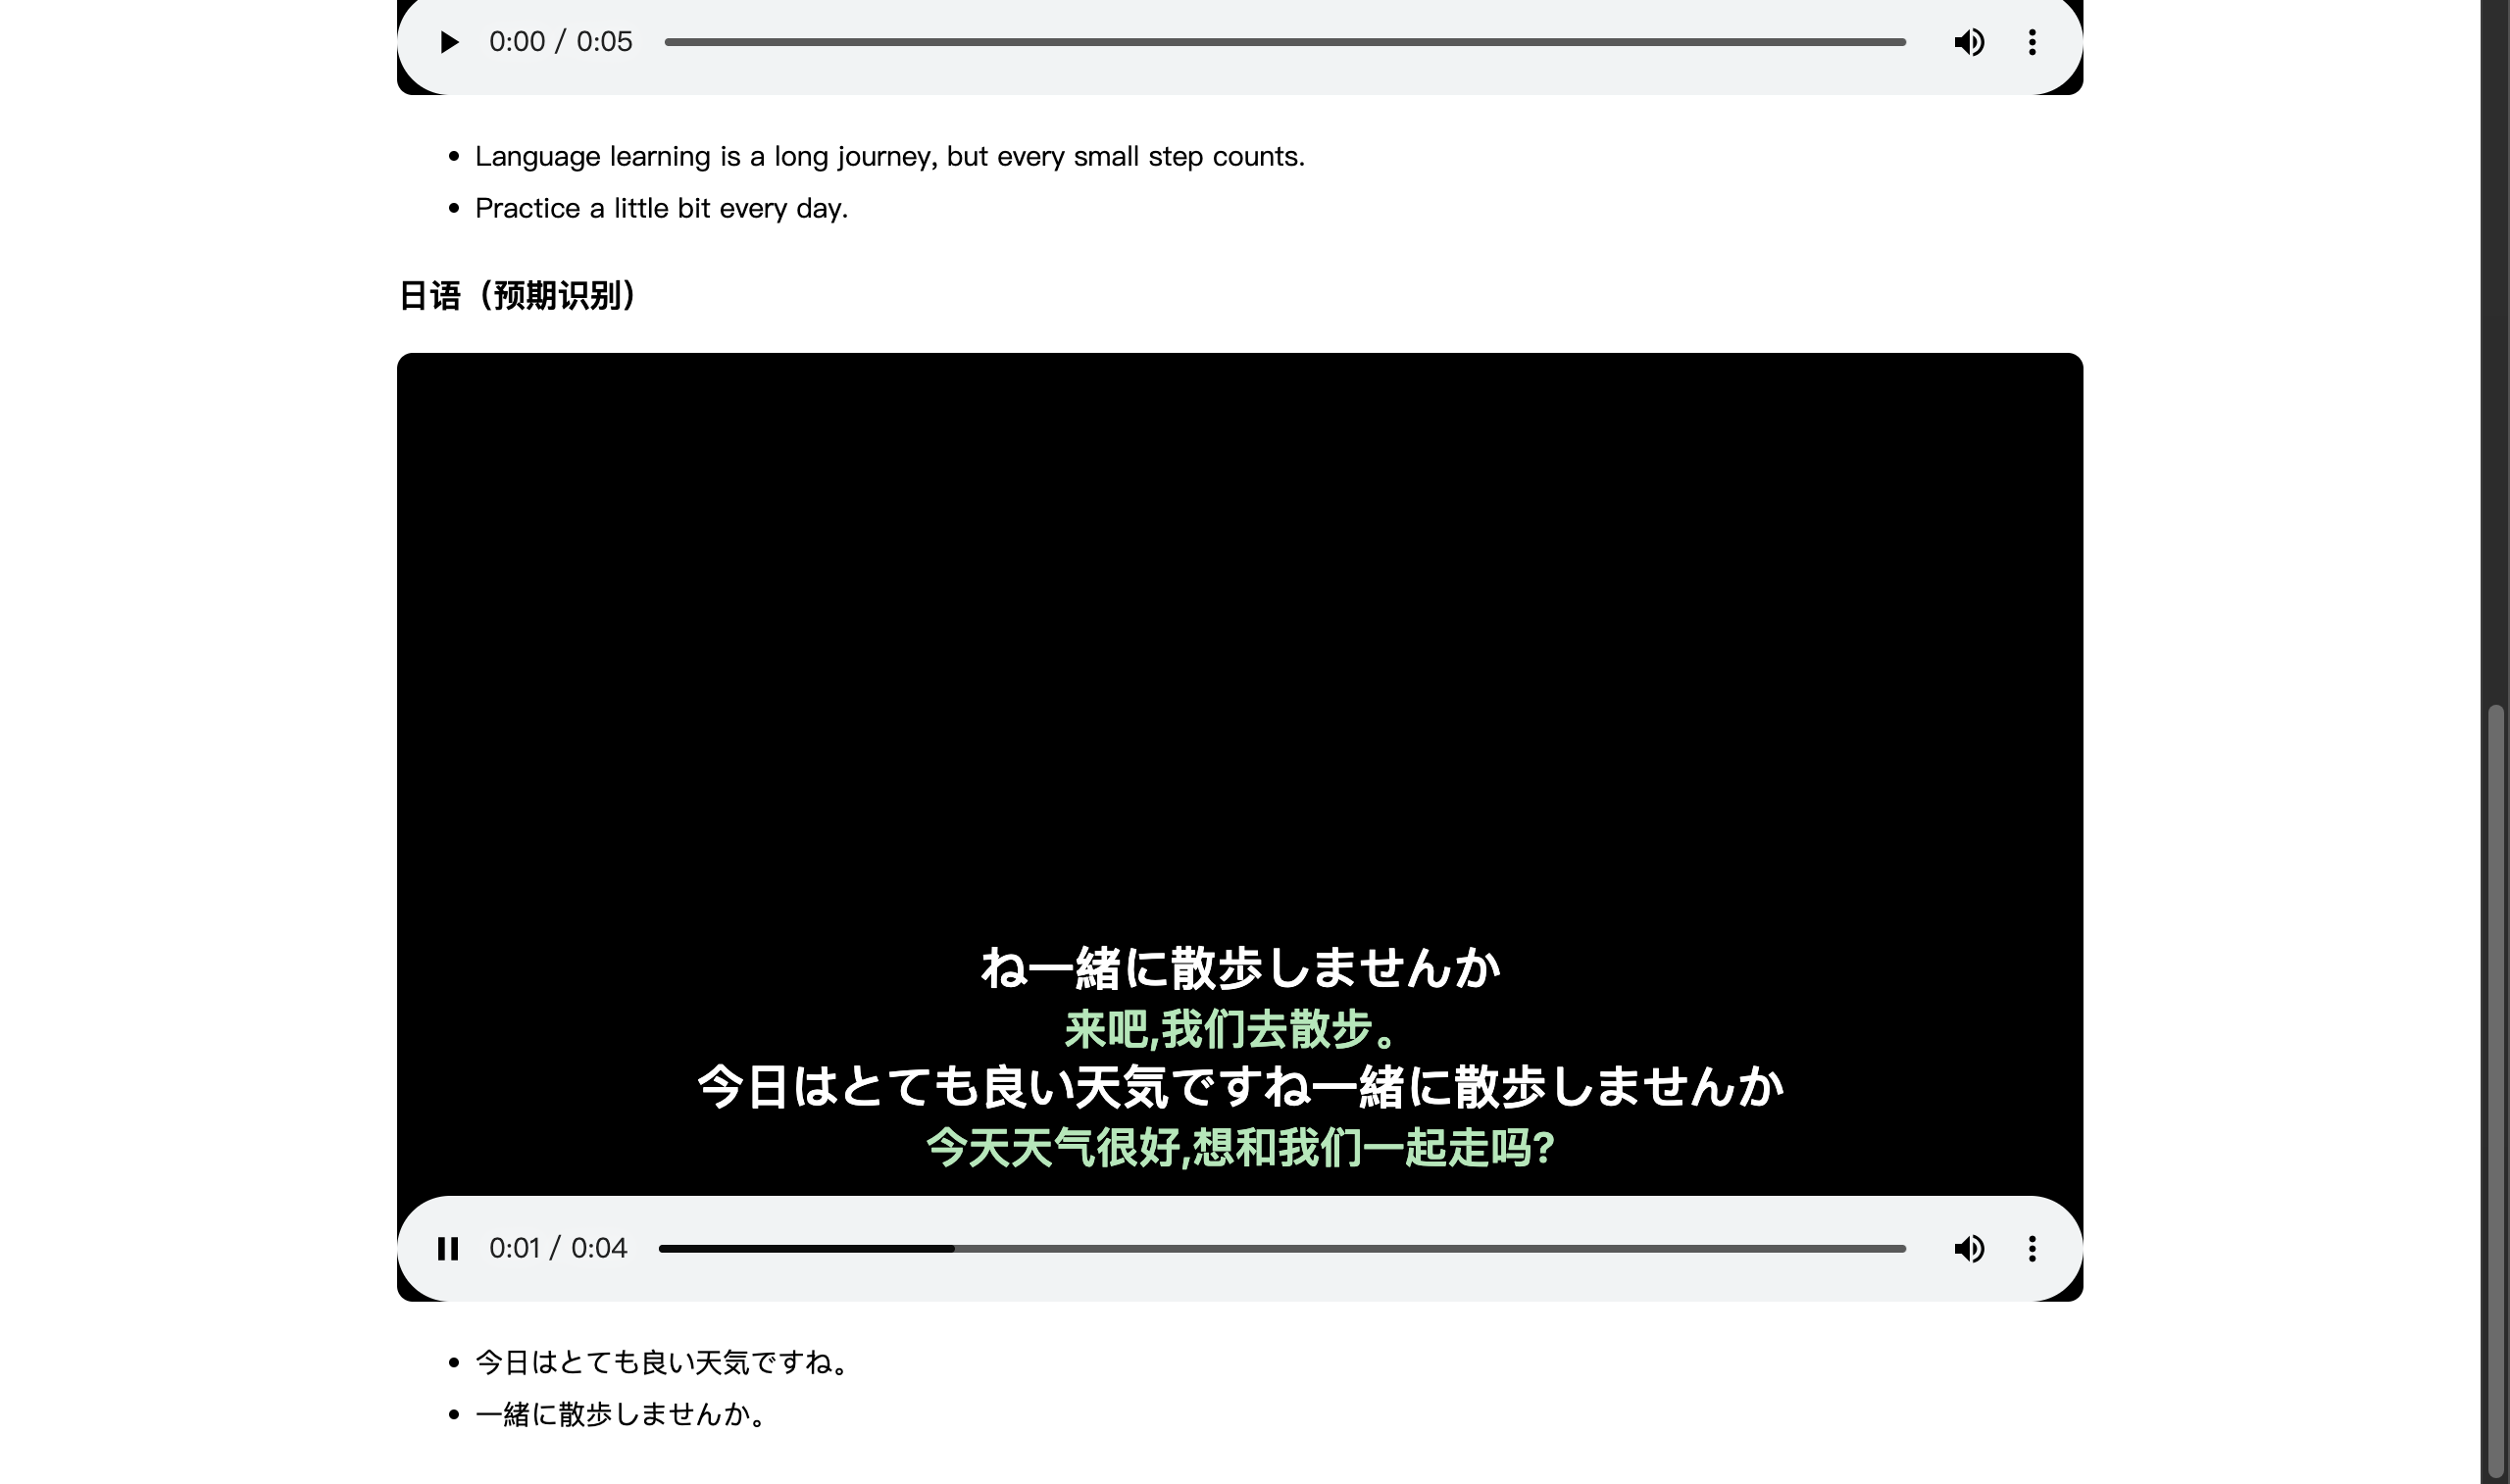 0:00 / 0:05
Language learning is a long journey, but every small step counts.
Practice a little bit every day.
日语（预期识别）
ね一緒に散歩しませんか
来吧,我们去散步。
今日はとても良い天気ですね一緒に散歩しませんか
今天天气很好,想和我们一起走吗?
0:01 / 0:04
今日はとても良い天気ですね。
一緒に散歩しませんか。